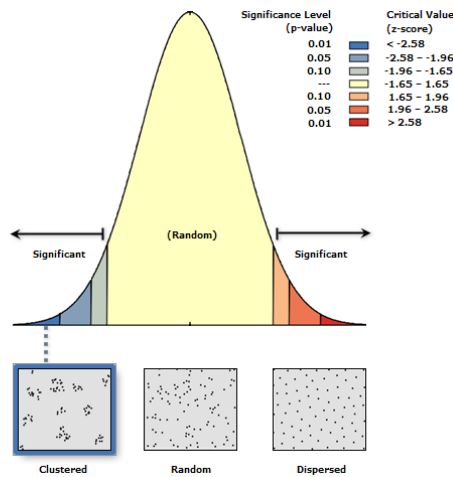 Significance Level
(p-value)
Critical Value
(z-score)
0.01 < -2.58
0.05 -2.58 – -1.96
0.10 -1.96 – -1.65
--- -1.65 – 1.65
0.10 1.65 – 1.96
0.05 1.96 – 2.58
0.01 > 2.58
(Random)
Significant Significant
Clustered Random Dispersed